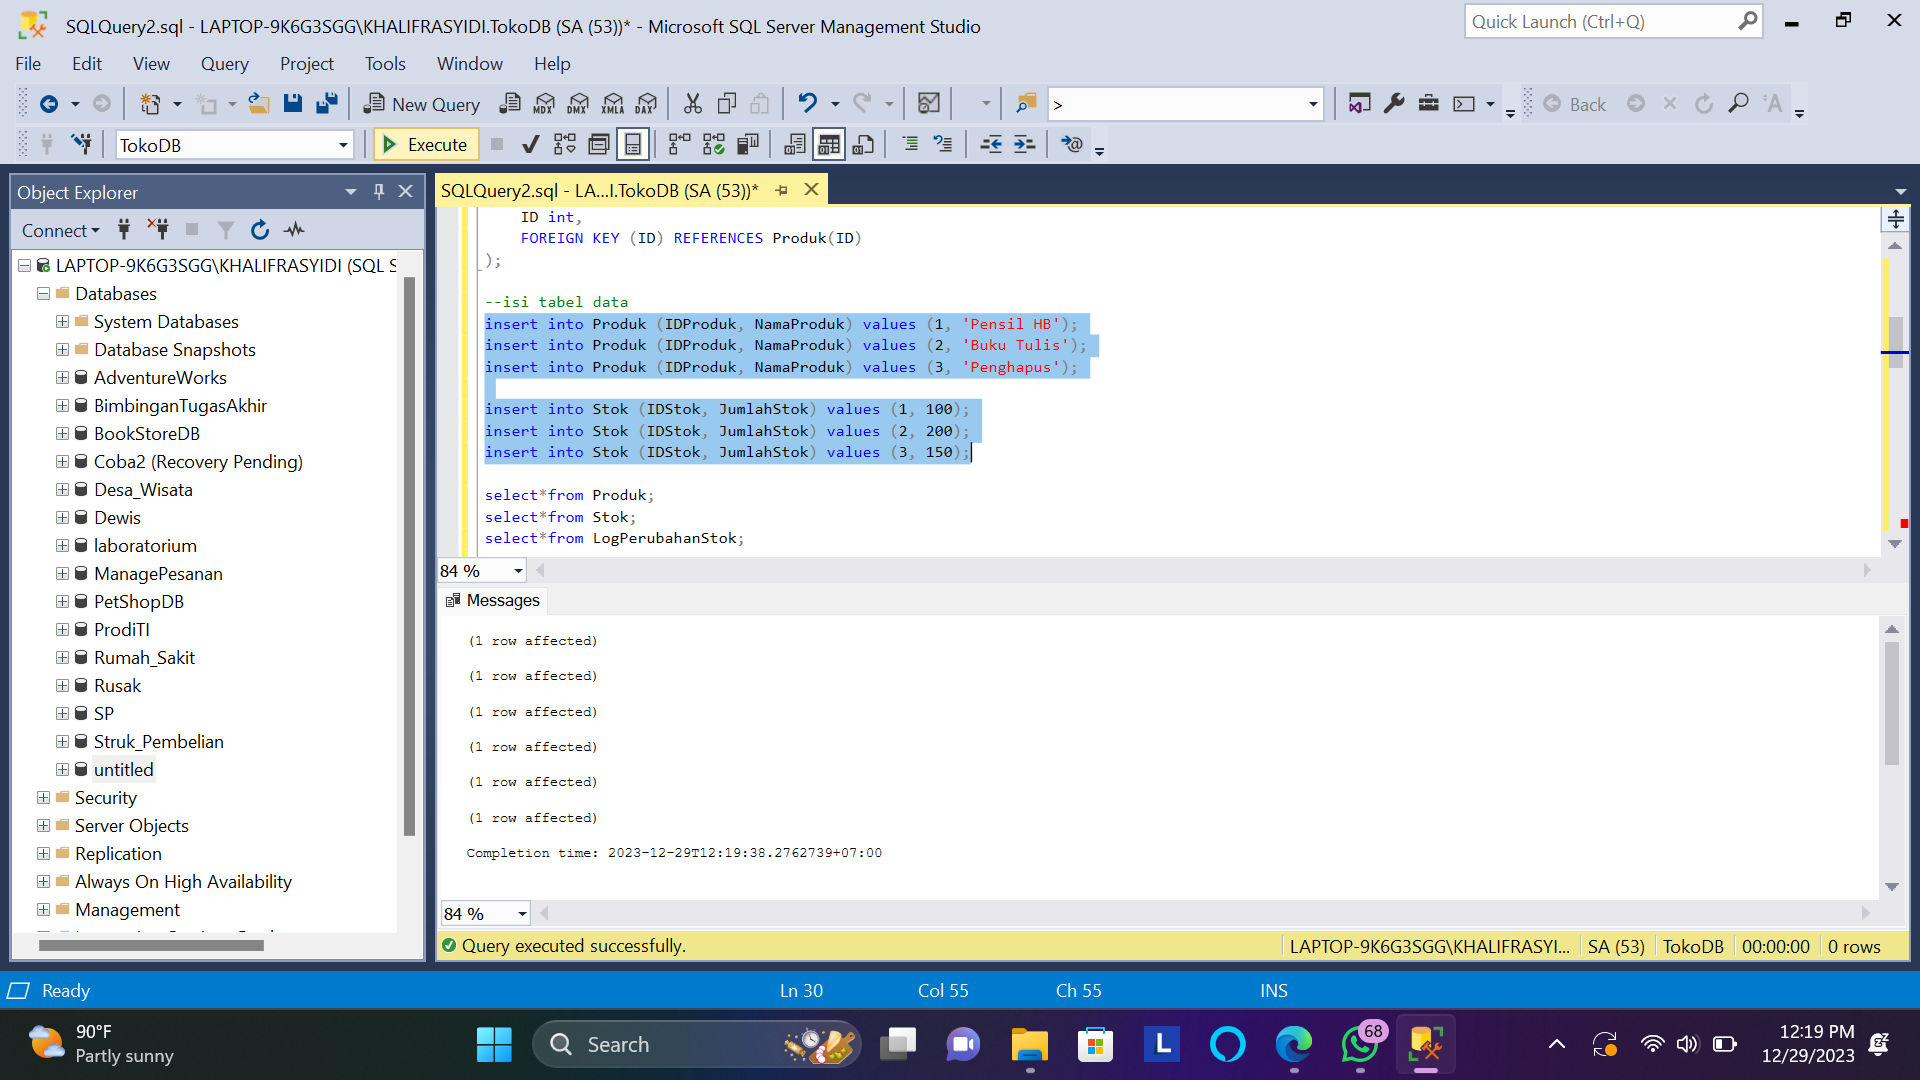 SQLQuery2.sql - LAPTOP-9K6G3SGG\KHALIFRASYIDI.TokoDB (SA (53))* - Microsoft SQL Server Management Studio
Quick Launch (Ctrl+Q)
File Edit View Query Project Tools Window Help
New Query MDX DMX XMLA DAX > Back
TokoDB Execute
Object Explorer
Connect
LAPTOP-9K6G3SGG\KHALIFRASYIDI (SQL S
Databases
System Databases
Database Snapshots
AdventureWorks
BimbinganTugasAkhir
BookStoreDB
Coba2 (Recovery Pending)
Desa_Wisata
Dewis
laboratorium
ManagePesanan
PetShopDB
ProdiTI
Rumah_Sakit
Rusak
SP
Struk_Pembelian
untitled
Security
Server Objects
Replication
Always On High Availability
Management
SQLQuery2.sql - LA...I.TokoDB (SA (53))*
ID int,
FOREIGN KEY (ID) REFERENCES Produk(ID)
);
--isi tabel data
insert into Produk (IDProduk, NamaProduk) values (1, 'Pensil HB');
insert into Produk (IDProduk, NamaProduk) values (2, 'Buku Tulis');
insert into Produk (IDProduk, NamaProduk) values (3, 'Penghapus');
insert into Stok (IDStok, JumlahStok) values (1, 100);
insert into Stok (IDStok, JumlahStok) values (2, 200);
insert into Stok (IDStok, JumlahStok) values (3, 150);
select*from Produk;
select*from Stok;
select*from LogPerubahanStok;
84 %
Messages
(1 row affected)
(1 row affected)
(1 row affected)
(1 row affected)
(1 row affected)
(1 row affected)
Completion time: 2023-12-29T12:19:38.2762739+07:00
84 %
Query executed successfully. LAPTOP-9K6G3SGG\KHALIFRASYI... SA (53) TokoDB 00:00:00 0 rows
Ready Ln 30 Col 55 Ch 55 INS
90°F
Partly sunny
Search
L
68
12:19 PM
12/29/2023